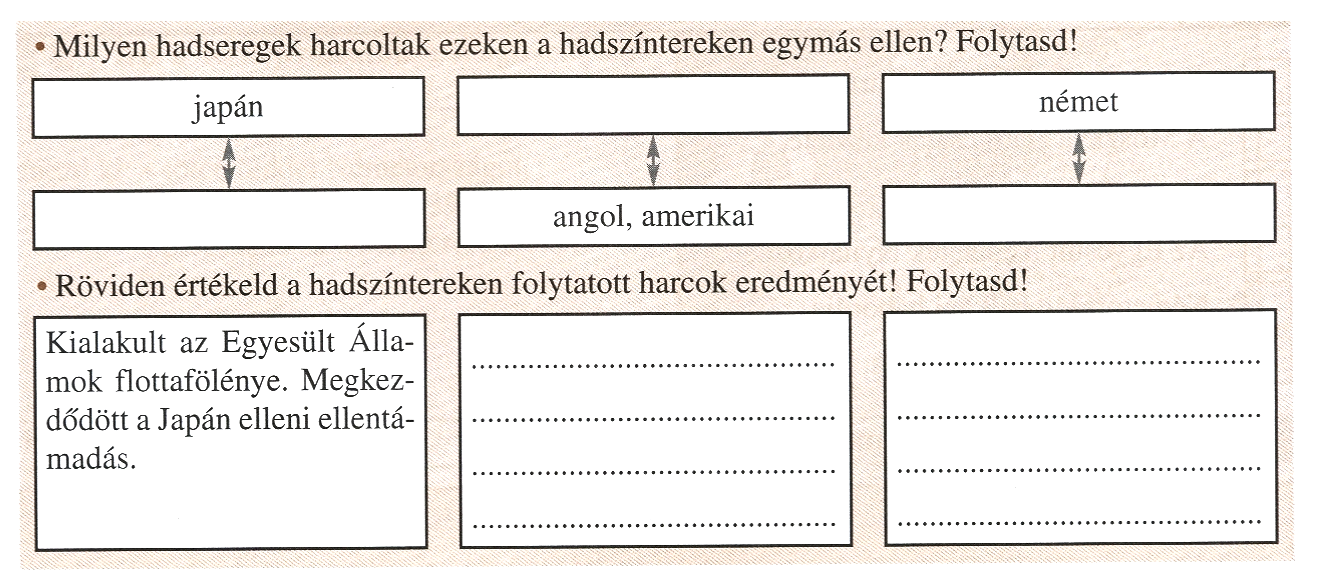 • Milyen hadseregek harcoltak ezeken a hadszíntereken egymás ellen? Folytasd!
japán
német
angol, amerikai
• Röviden értékeld a hadszíntereken folytatott harcok eredményét! Folytasd!
Kialakult az Egyesült Álla-
mok flottafölénye. Megkez-
dődött a Japán elleni ellentá-
madás.